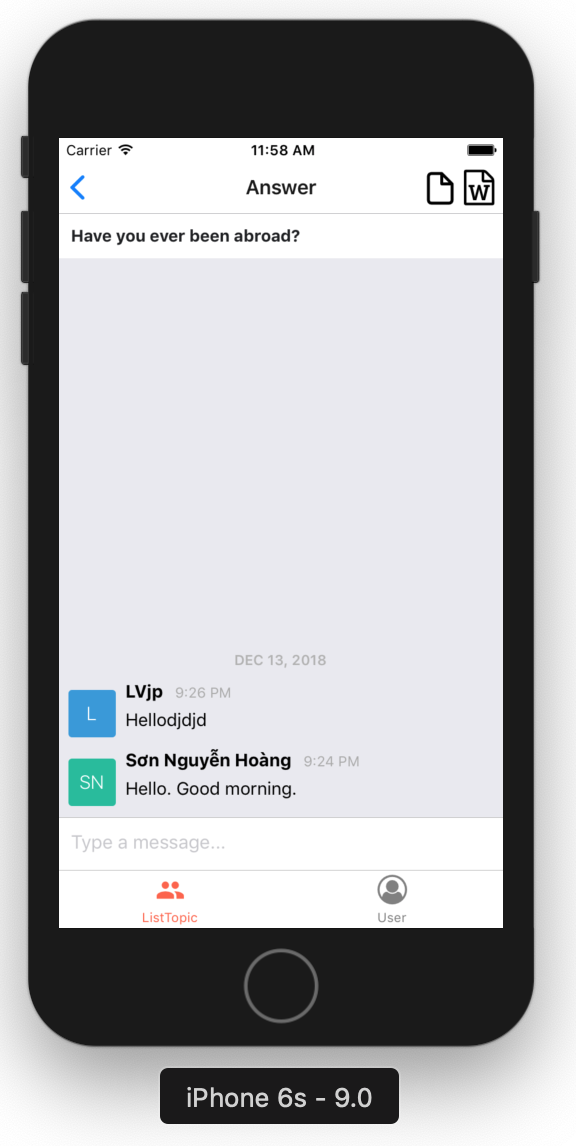 Carrier 11:58 AM
Answer
W
Have you ever been abroad?
DEC 13, 2018
L
LVjp 9:26 PM
Hellodjdjd
SN
Sơn Nguyễn Hoàng 9:24 PM
Hello. Good morning.
Type a message...
ListTopic User
iPhone 6s - 9.0